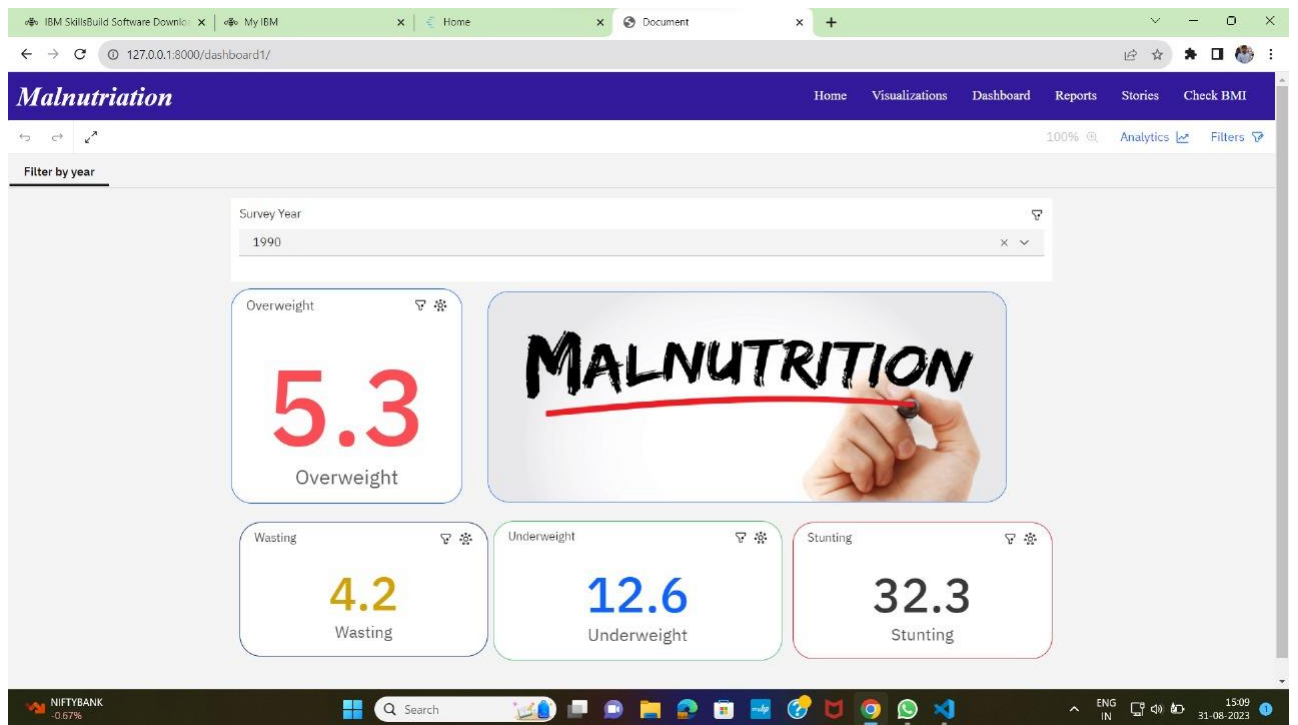 IBM SkillsBuild Software Downloa
My IBM
Home
Document
127.0.0.1:8000/dashboard1/
Malnutriation
Home Visualizations Dashboard Reports Stories Check BMI
100% Analytics Filters
Filter by year
Survey Year
1990
Overweight
5.3
Overweight
MALNUTRITION
Wasting
4.2
Wasting
Underweight
12.6
Underweight
Stunting
32.3
Stunting
NIFTYBANK
-0.67%
Search
ENG
IN
15:09
31-08-2023
1